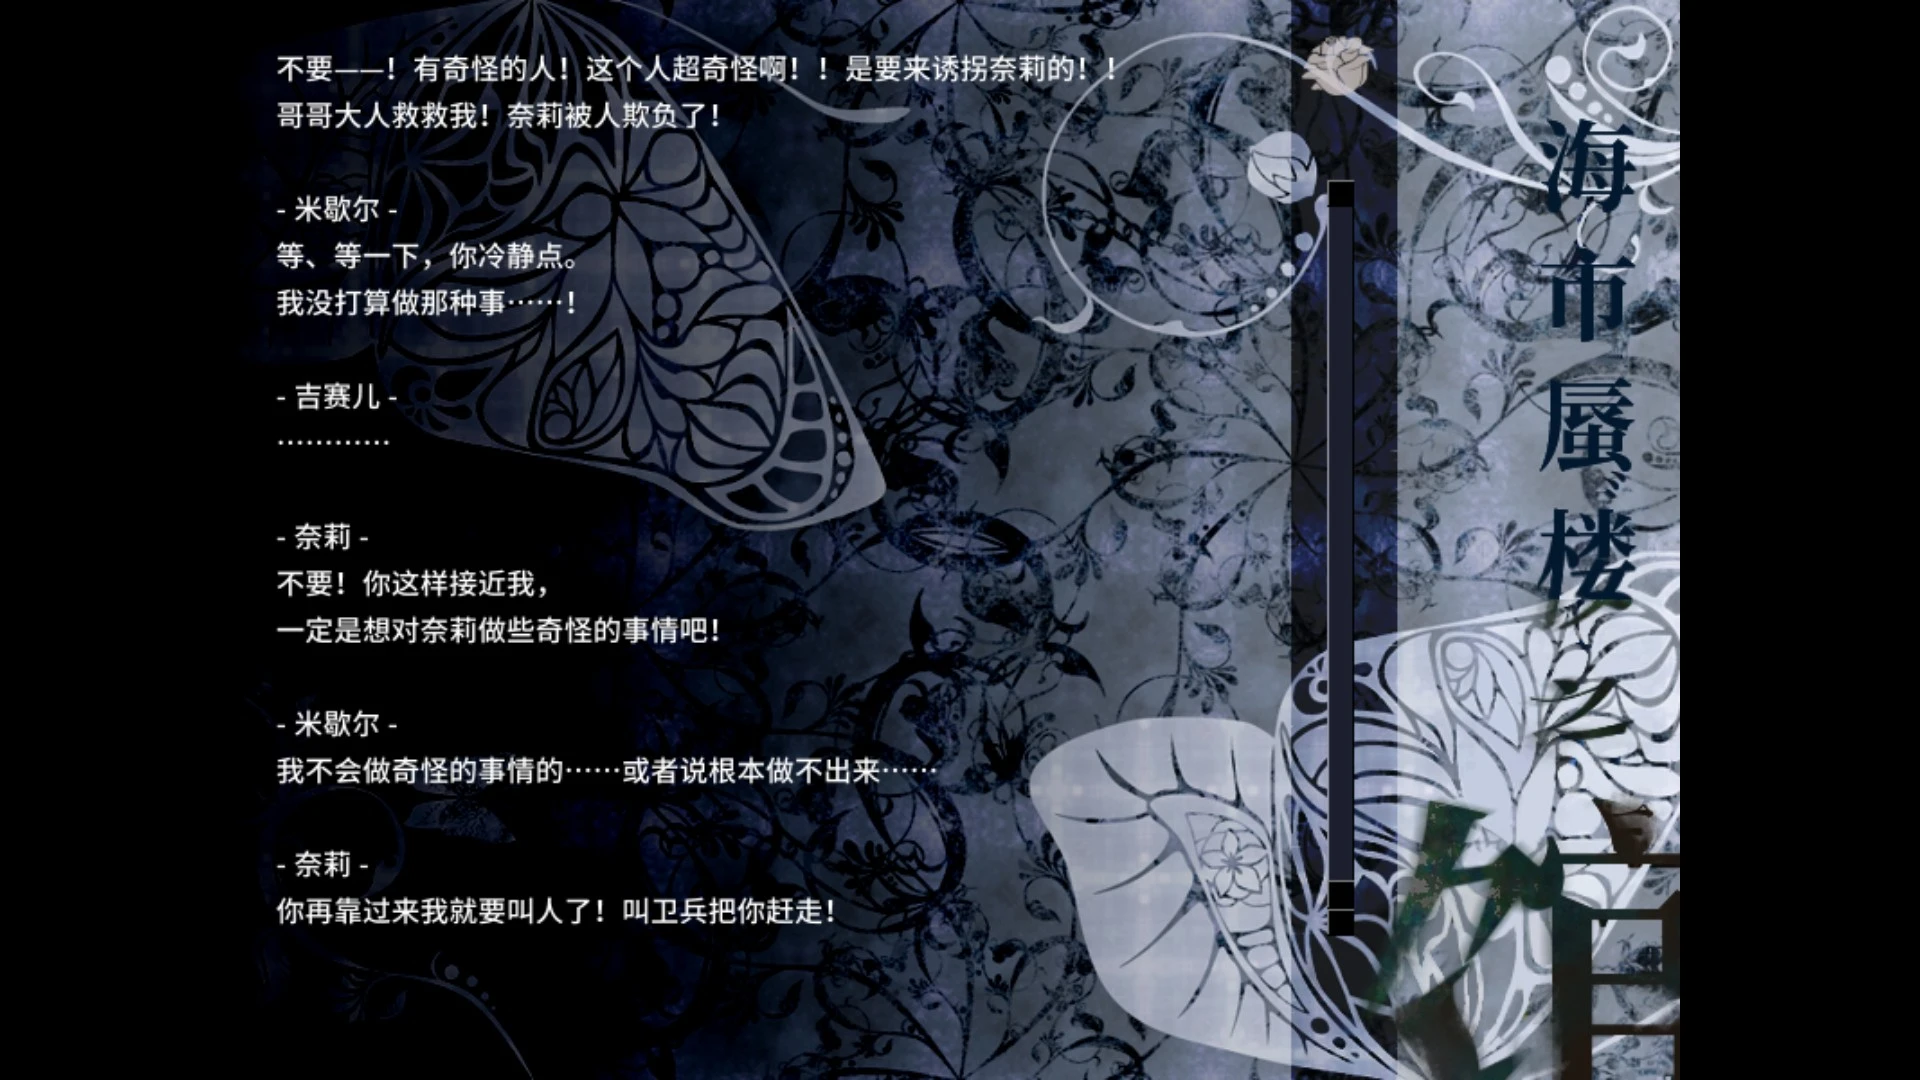 不要——！有奇怪的人！这个人超奇怪啊！！是要来诱拐奈莉的！！
哥哥大人救救我！奈莉被人欺负了！
- 米歇尔 -
等、等一下，你冷静点。
我没打算做那种事……！
- 吉赛儿 -
…………
- 奈莉 -
不要！你这样接近我，
一定是想对奈莉做些奇怪的事情吧！
- 米歇尔 -
我不会做奇怪的事情的……或者说根本做不出来……
- 奈莉 -
你再靠过来我就要叫人了！叫卫兵把你赶走！
海市蜃楼之馆